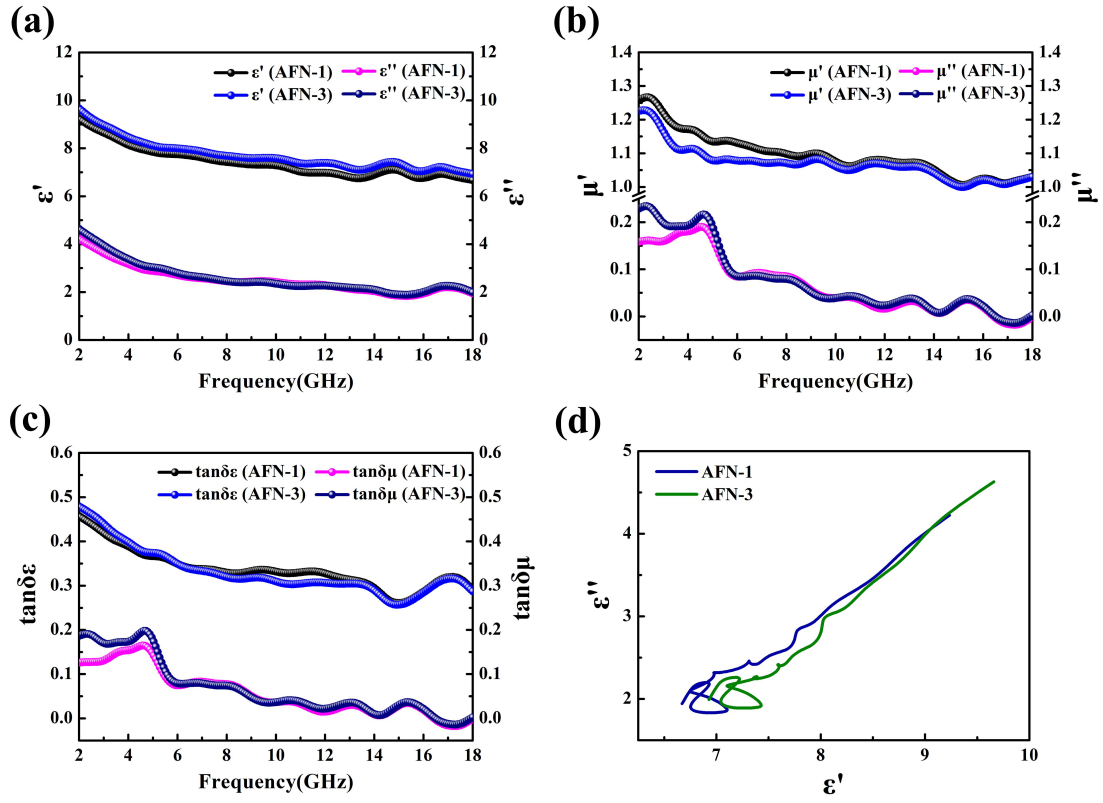 (a)
12
10
8
6
4
2
0
ε'
ε' (AFN-1) ε'' (AFN-1)
ε' (AFN-3) ε'' (AFN-3)
12
10
8
6
4
2
0
ε''
2 4 6 8 10 12 14 16 18
Frequency(GHz)
(b)
1.4
1.3
1.2
1.1
1.0
0.2
0.1
0.0
μ'
μ' (AFN-1) μ'' (AFN-1)
μ' (AFN-3) μ'' (AFN-3)
1.4
1.3
1.2
1.1
1.0
0.2
0.1
0.0
μ''
2 4 6 8 10 12 14 16 18
Frequency(GHz)
(c)
0.6
0.5
0.4
0.3
0.2
0.1
0.0
tanδε
tanδε (AFN-1) tanδμ (AFN-1)
tanδε (AFN-3) tanδμ (AFN-3)
0.6
0.5
0.4
0.3
0.2
0.1
0.0
tanδμ
2 4 6 8 10 12 14 16 18
Frequency(GHz)
(d)
5
4
3
2
ε''
AFN-1
AFN-3
7 8 9 10
ε'